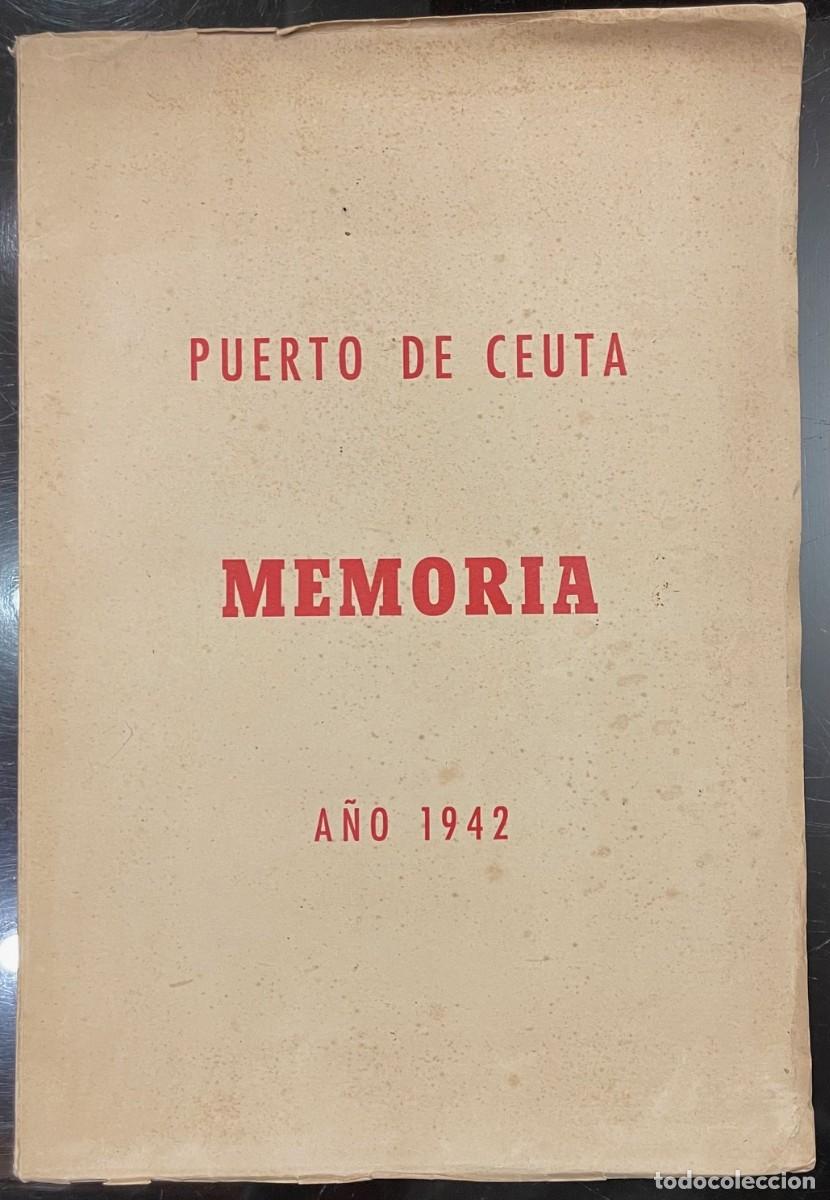 PUERTO DE CEUTA
MEMORIA
AÑO 1942
todocoleccion